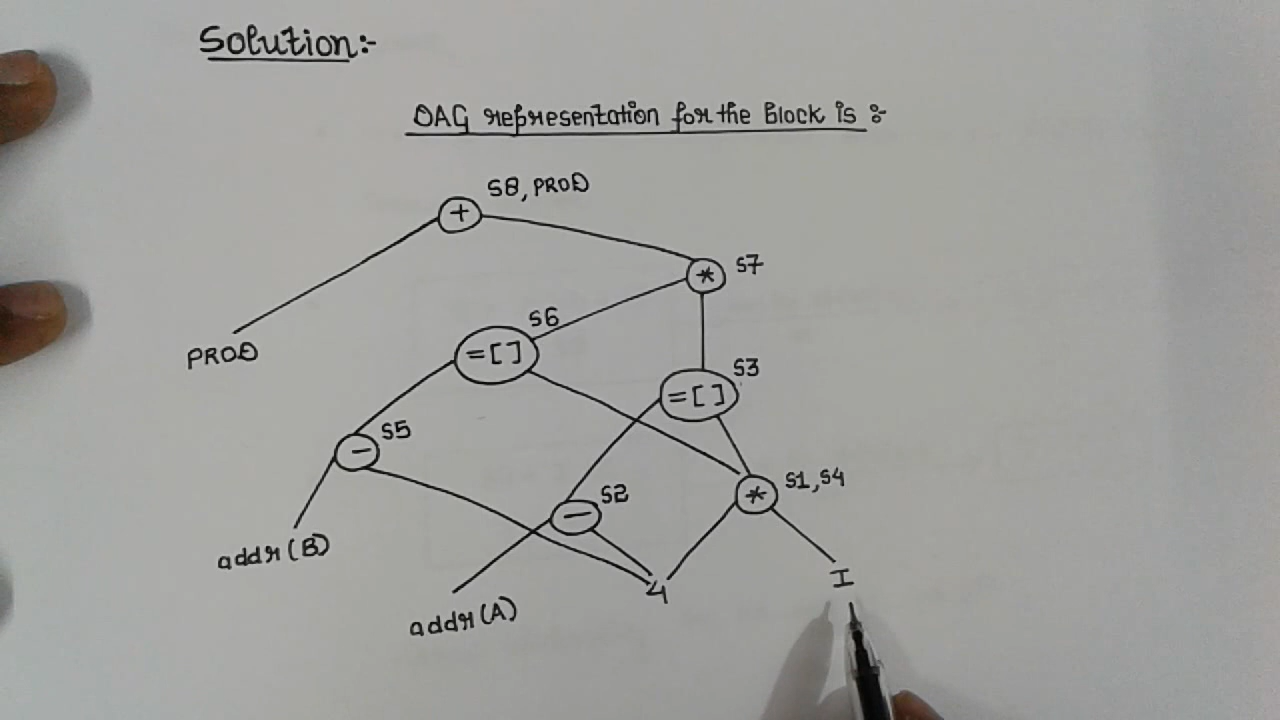 Solution:-
DAG representation for the Block is :-
S8, PROD
+
* S7
S6
= [ ]
PROD
S3
= [ ]
S5
-
S1, S4
*
S2
-
addr(B)
I
4
addr(A)